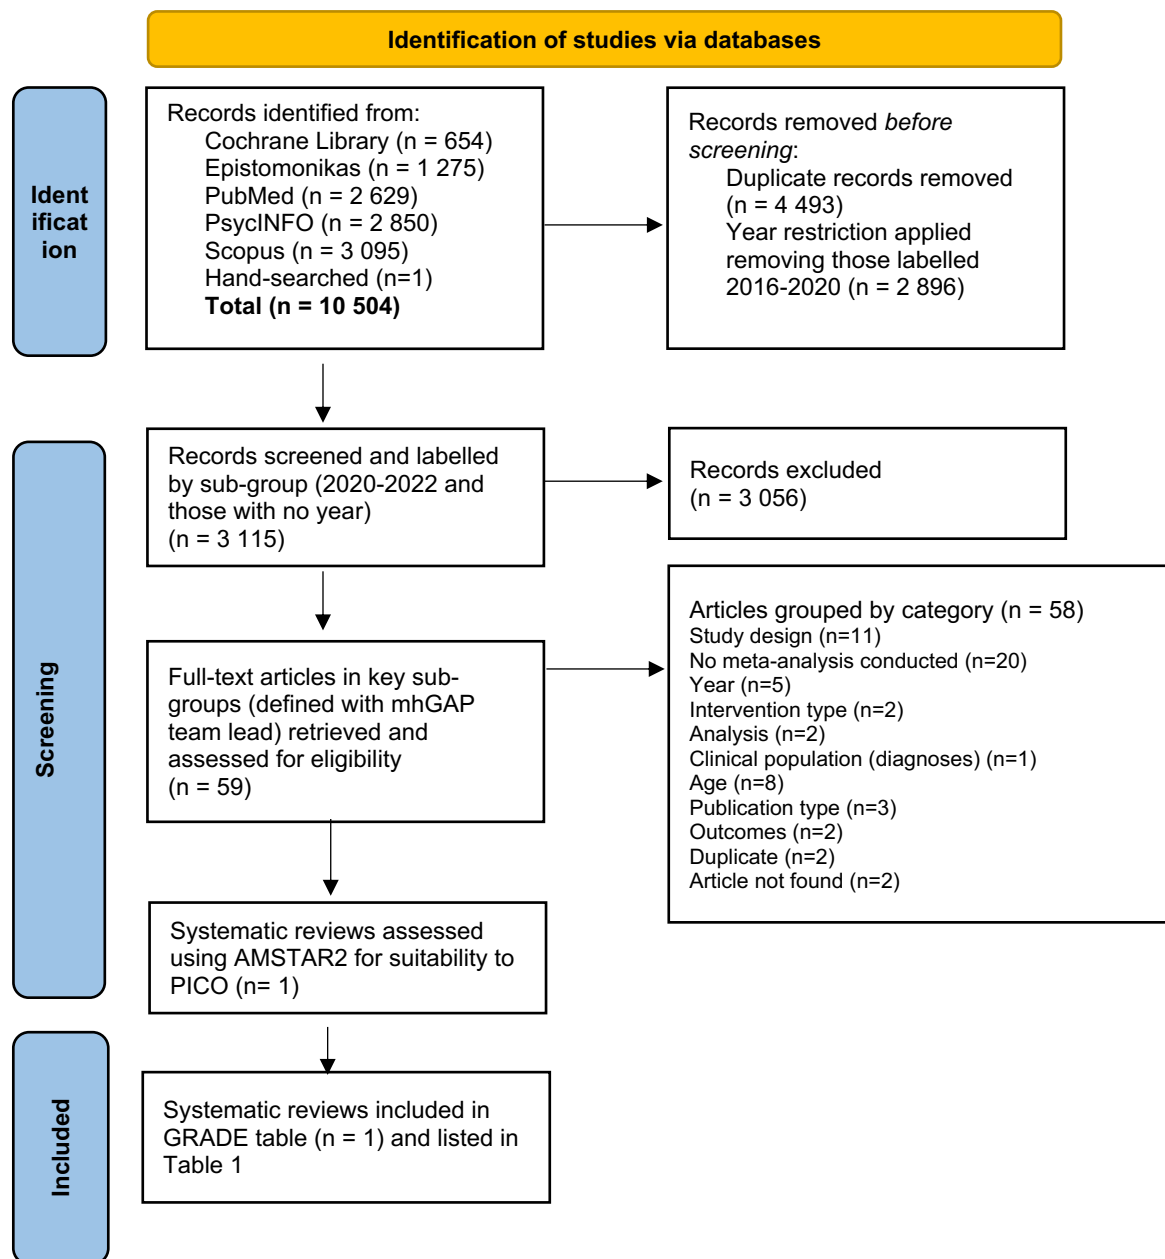 Identification of studies via databases
Ident
ificat
ion
Records identified from:
Cochrane Library (n = 654)
Epistomonikas (n = 1 275)
PubMed (n = 2 629)
PsycINFO (n = 2 850)
Scopus (n = 3 095)
Hand-searched (n=1)
Total (n = 10 504)
Records removed before
screening:
Duplicate records removed
(n = 4 493)
Year restriction applied
removing those labelled
2016-2020 (n = 2 896)
Screening
Records screened and labelled
by sub-group (2020-2022 and
those with no year)
(n = 3 115)
Records excluded
(n = 3 056)
Full-text articles in key sub-
groups (defined with mhGAP
team lead) retrieved and
assessed for eligibility
(n = 59)
Articles grouped by category (n = 58)
Study design (n=11)
No meta-analysis conducted (n=20)
Year (n=5)
Intervention type (n=2)
Analysis (n=2)
Clinical population (diagnoses) (n=1)
Age (n=8)
Publication type (n=3)
Outcomes (n=2)
Duplicate (n=2)
Article not found (n=2)
Systematic reviews assessed
using AMSTAR2 for suitability to
PICO (n= 1)
Included
Systematic reviews included in
GRADE table (n = 1) and listed in
Table 1